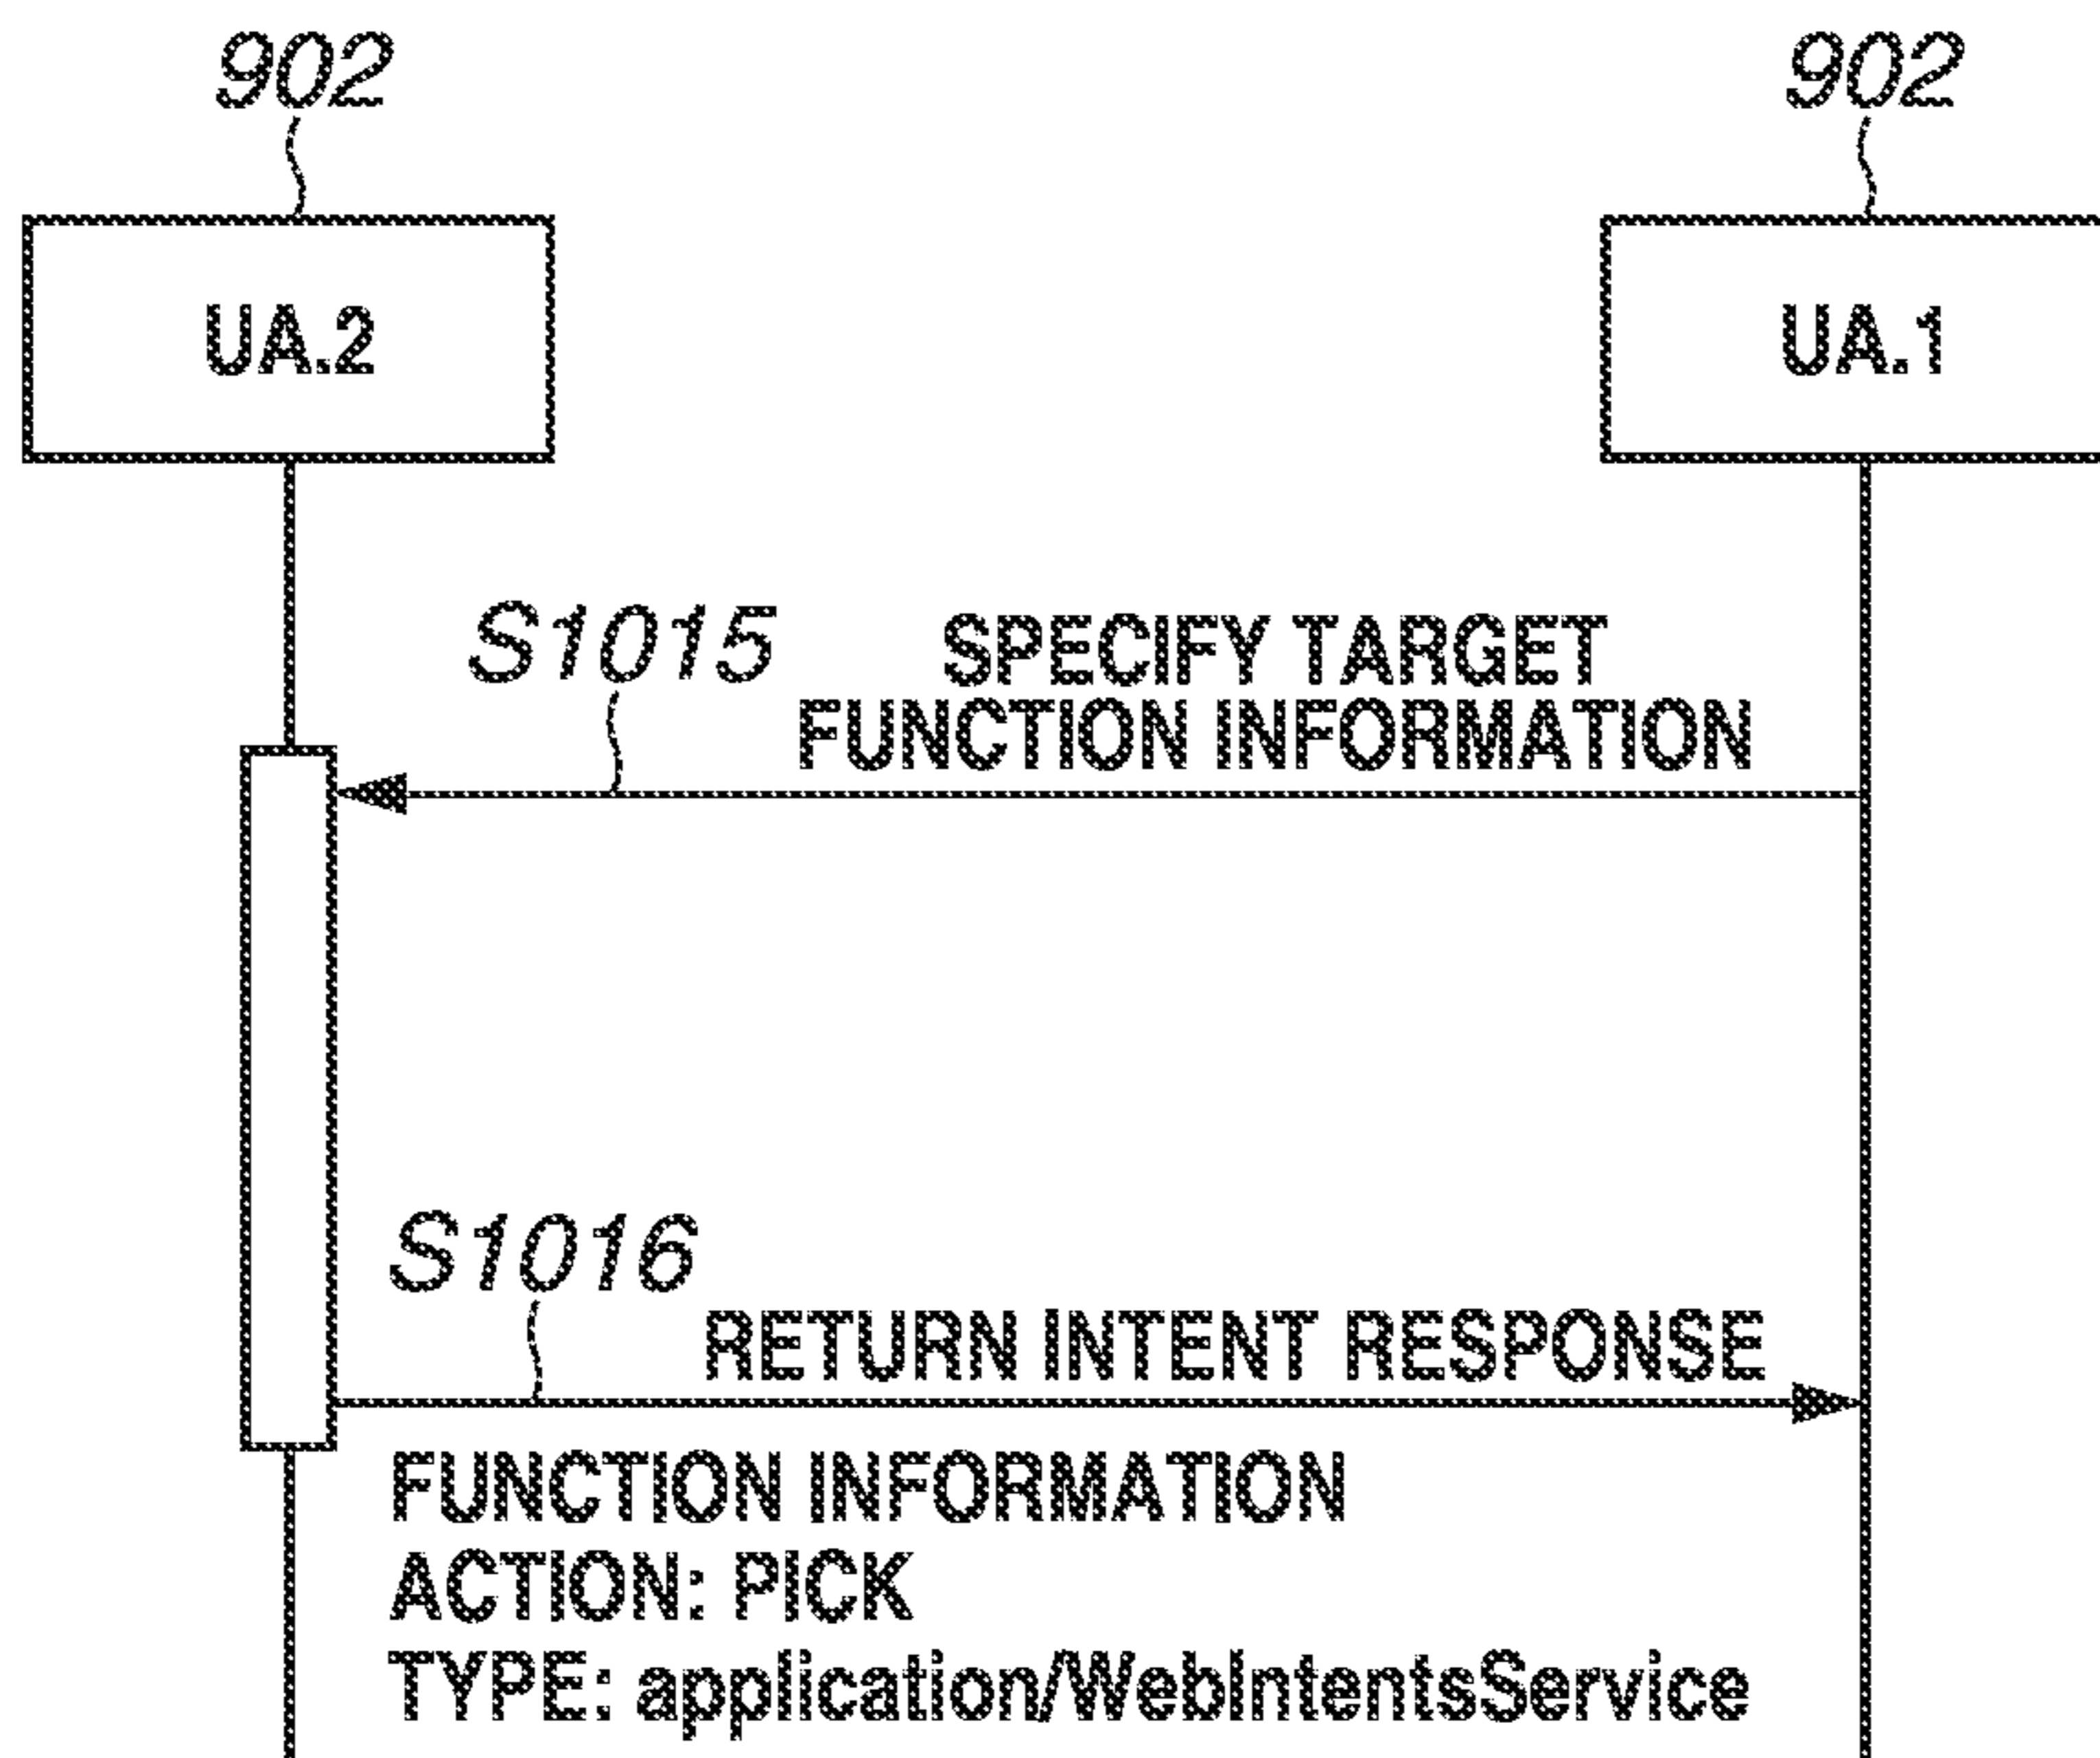 902
902
UA.2
UA.1
S1015
SPECIFY TARGET
FUNCTION INFORMATION
S1016
RETURN INTENT RESPONSE
FUNCTION INFORMATION
ACTION: PICK
TYPE: application/WebIntentsService